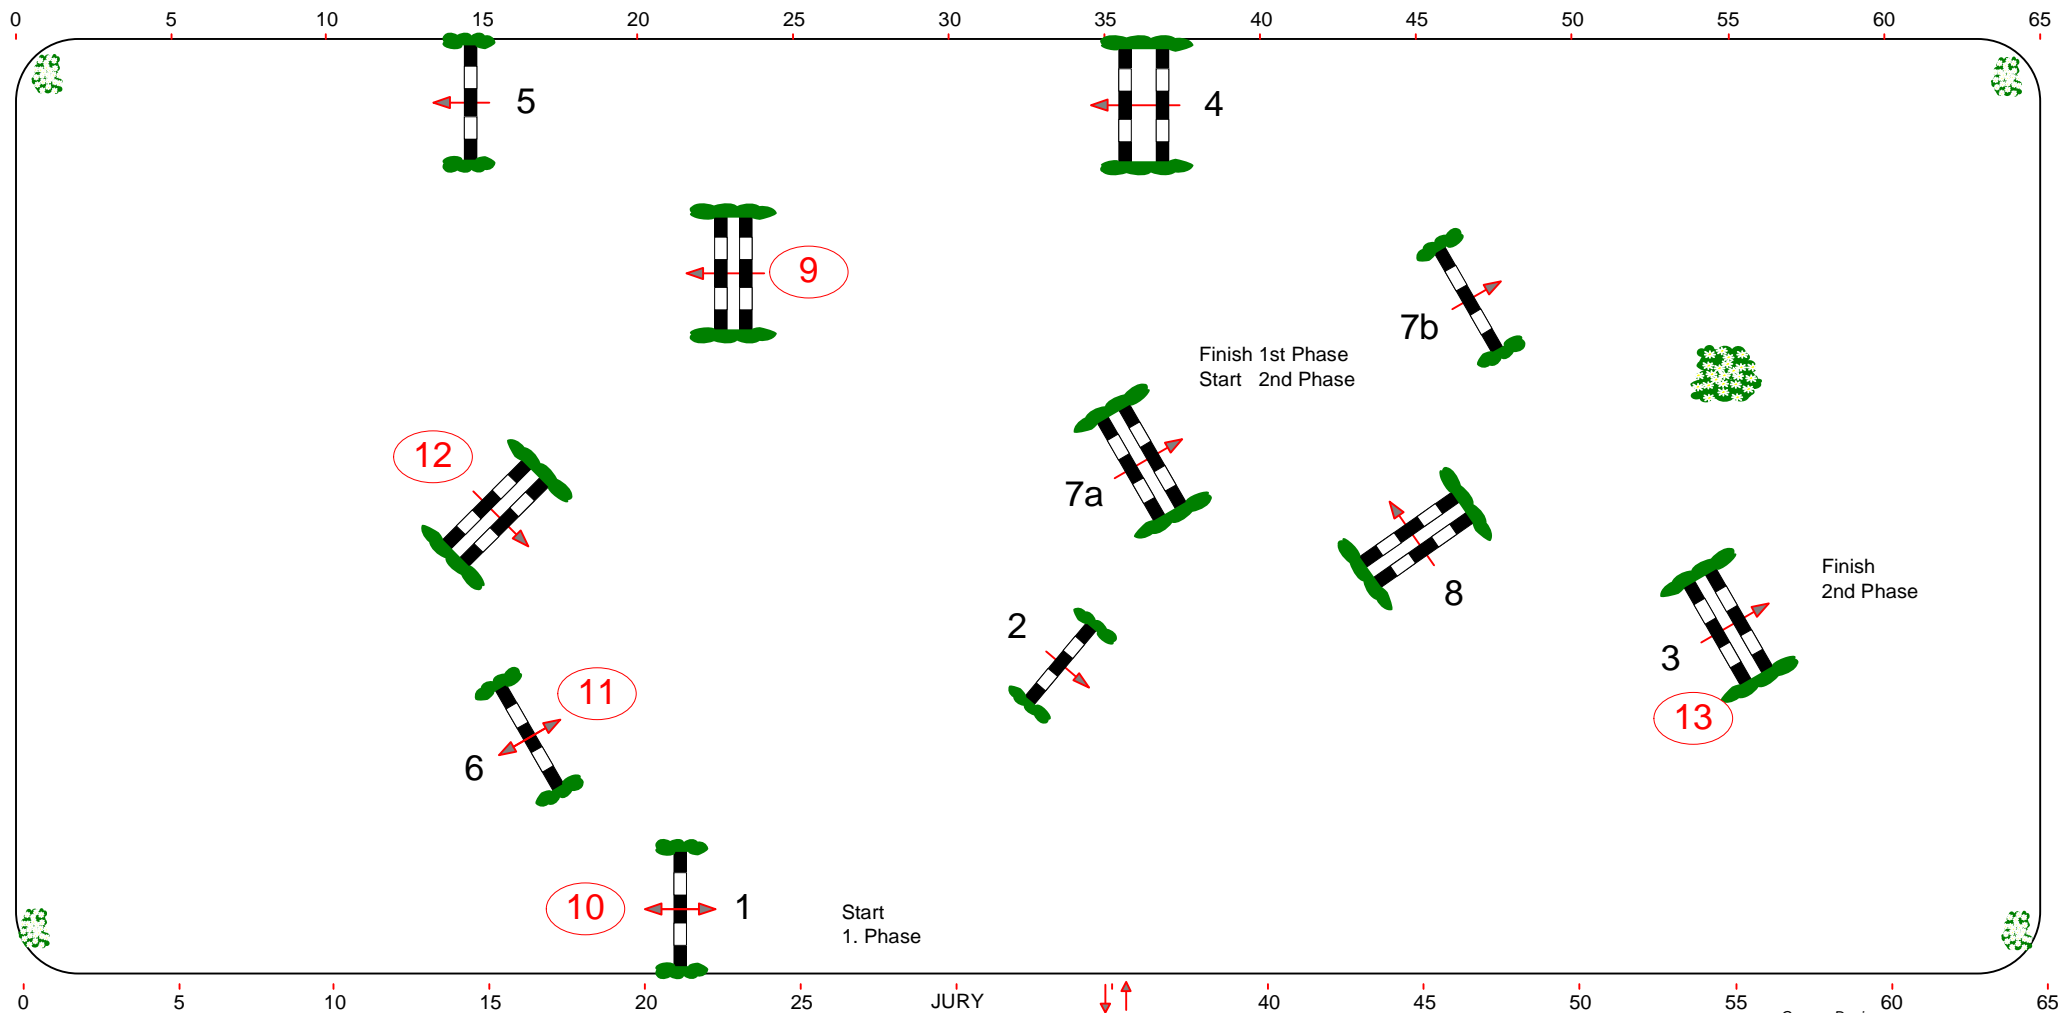 0 5 10 15 20 25 30 35 40 45 50 55 60 65
5
4
9
7b
Finish 1st Phase
Start 2nd Phase
12
7a
Finish
2nd Phase
8
2
3
11
13
6
10
1
Start
1. Phase
0 5 10 15 20 25 JURY 40 45 50 55 60 65